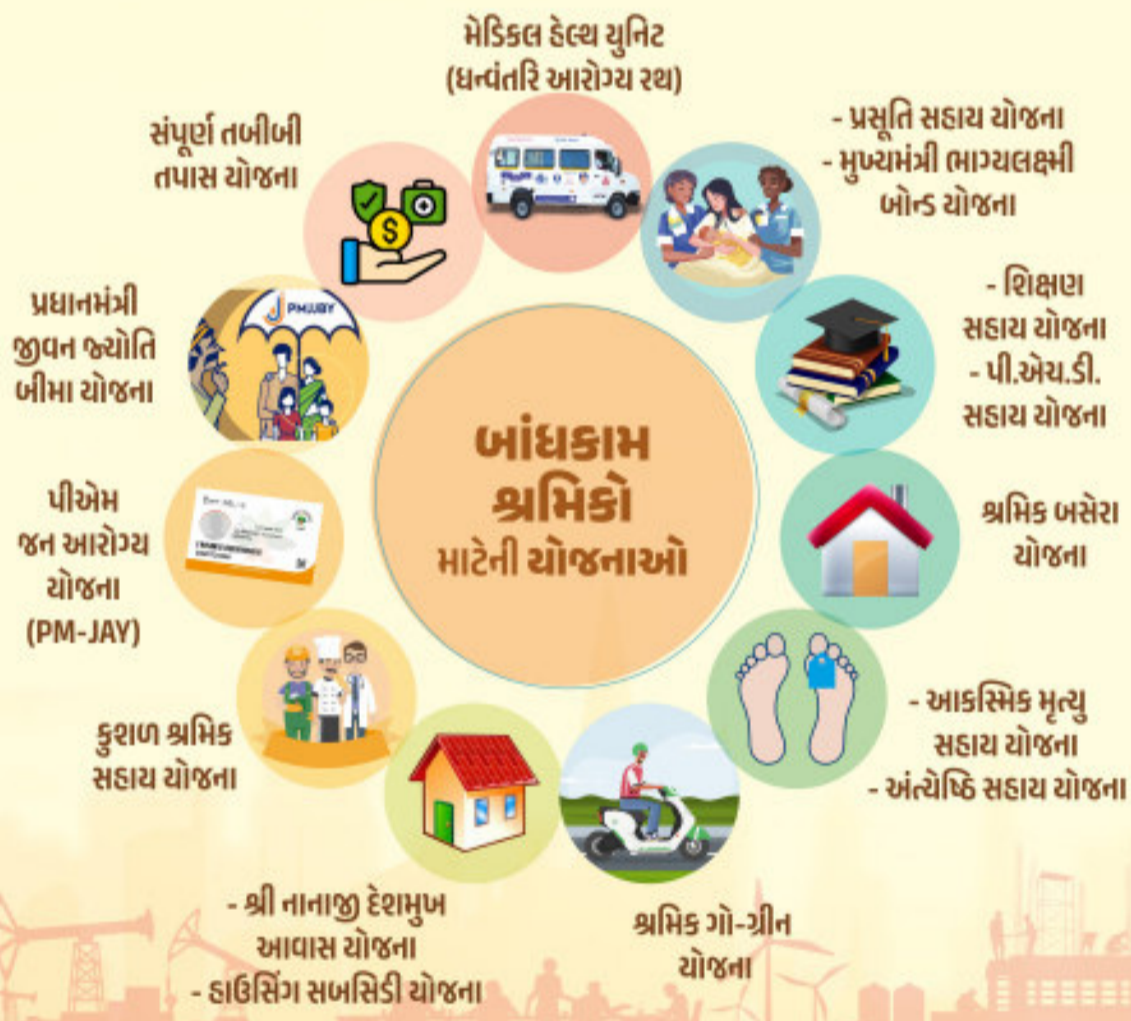 મેડિકલ હેલ્થ યુનિટ
(ધન્વંતરિ આરોગ્ય રથ)
- પ્રસૂતિ સહાય યોજના
- મુખ્યમંત્રી ભાગ્યલક્ષ્મી
બોન્ડ યોજના
- શિક્ષણ
સહાય યોજના
- પી.એચ.ડી.
સહાય યોજના
શ્રમિક બસેરા
યોજના
- આકસ્મિક મૃત્યુ
સહાય યોજના
- અંત્યેષ્ઠિ સહાય યોજના
શ્રમિક ગો-ગ્રીન
યોજના
- શ્રી નાનાજી દેશમુખ
આવાસ યોજના
- હાઉસિંગ સબસિડી યોજના
કુશળ શ્રમિક
સહાય યોજના
પીએમ
જન આરોગ્ય
યોજના
(PM-JAY)
પ્રધાનમંત્રી
જીવન જ્યોતિ
બીમા યોજના
PMJJBY
સંપૂર્ણ તબીબી
તપાસ યોજના
બાંધકામ
શ્રમિકો
માટેની યોજનાઓ